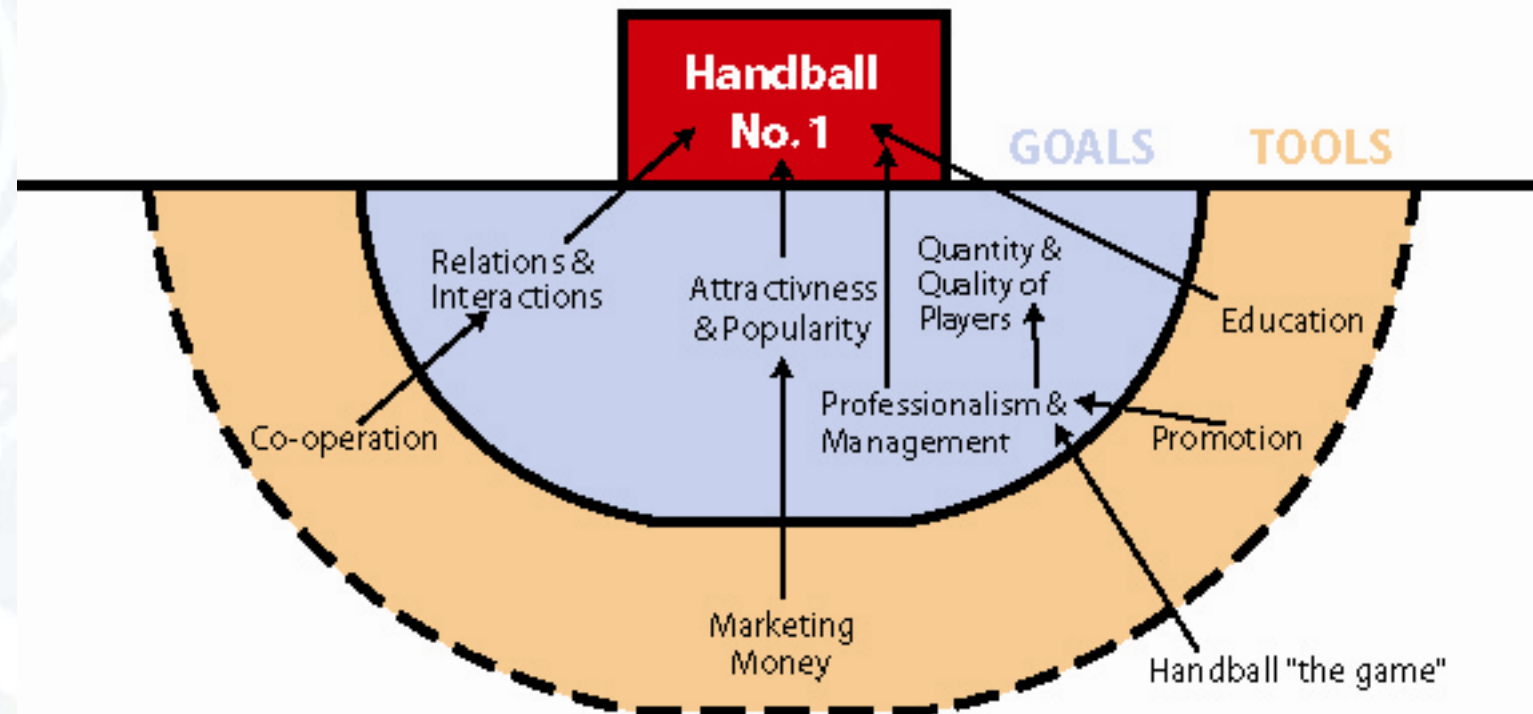 Handball
No. 1
GOALS
TOOLS
Relations &
Interactions
Attractivness
& Popularity
Quantity &
Quality of
Players
Education
Professionalism &
Management
Promotion
Co-operation
Marketing
Money
Handball "the game"